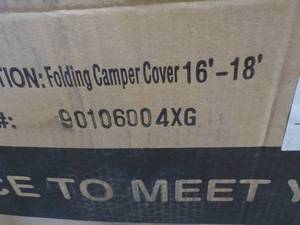 TION: Folding Camper Cover 16'-18'
#: 90106004XG
CE TO MEET Y